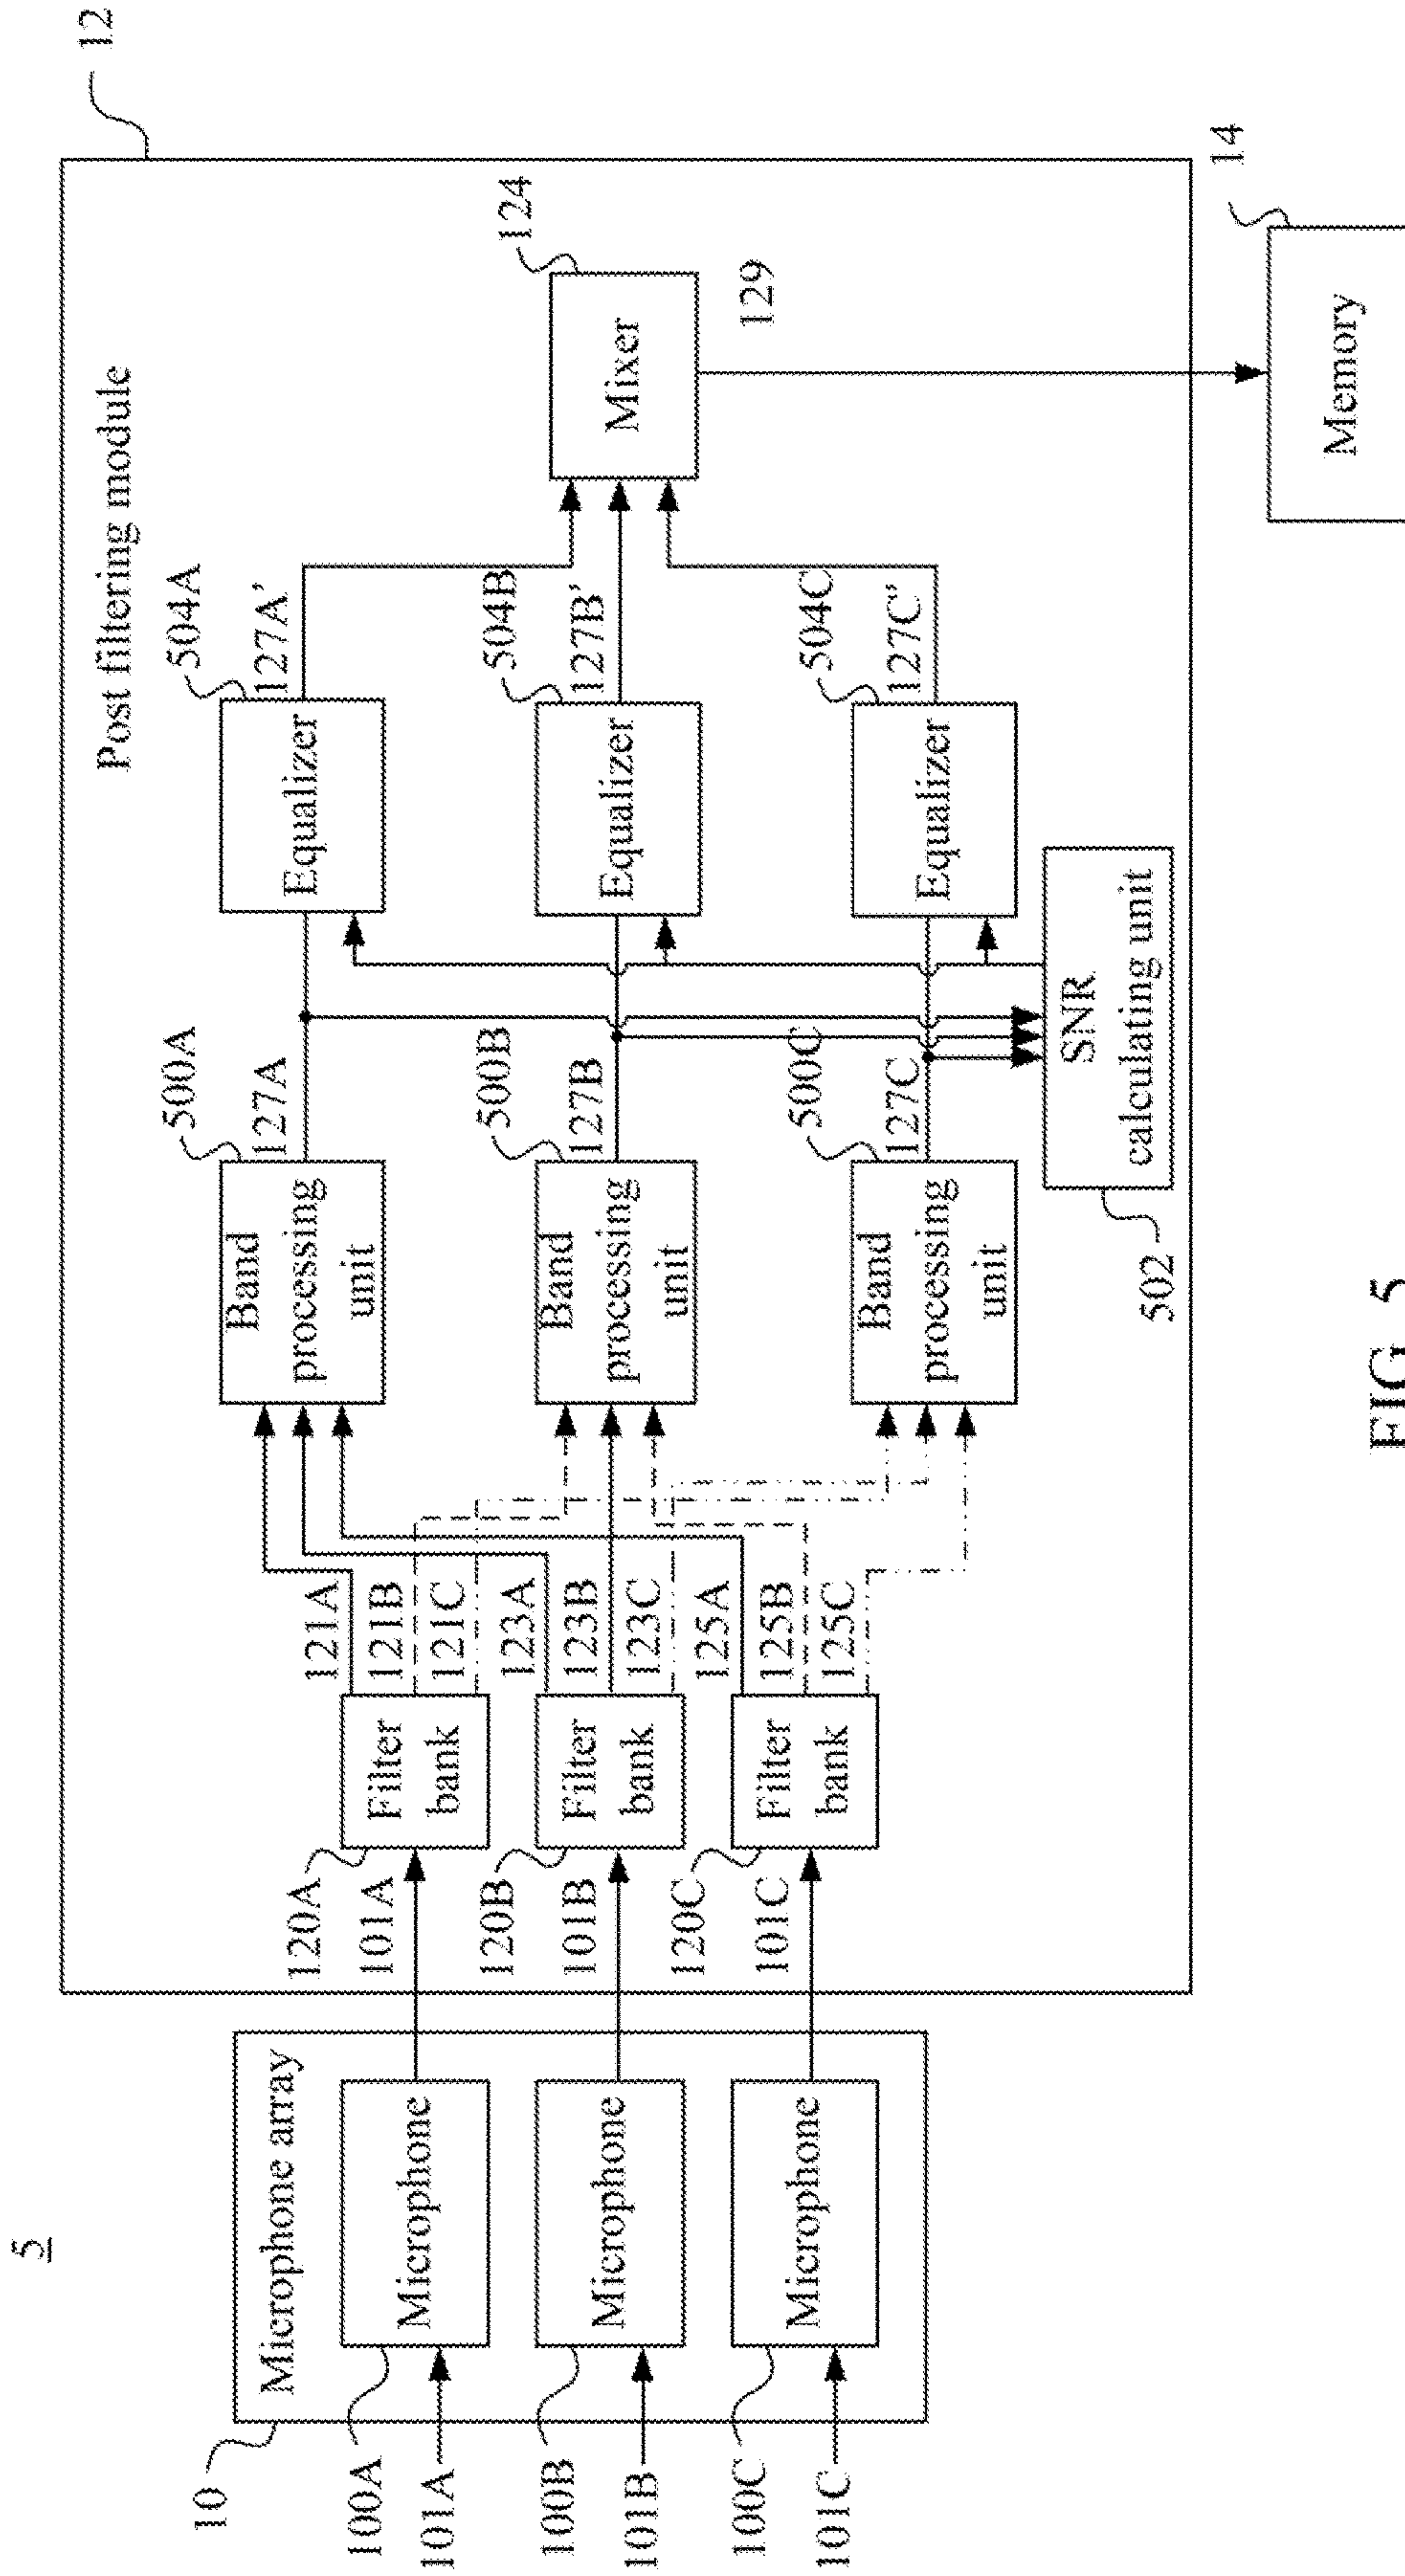 5
12
Post filtering module
10
Microphone array
100A
101A
Microphone
100B
101B
Microphone
100C
101C
Microphone
120A
101A
Filter
bank
120B
101B
Filter
bank
120C
101C
Filter
bank
121A
121B
121C
123A
123B
123C
125A
125B
125C
500A
127A
Band
processing
unit
500B
127B
Band
processing
unit
500C
127C
Band
processing
unit
502
SNR
calculating unit
504A
127A'
Equalizer
504B
127B'
Equalizer
504C
127C'
Equalizer
124
Mixer
129
14
Memory
FIG. 5